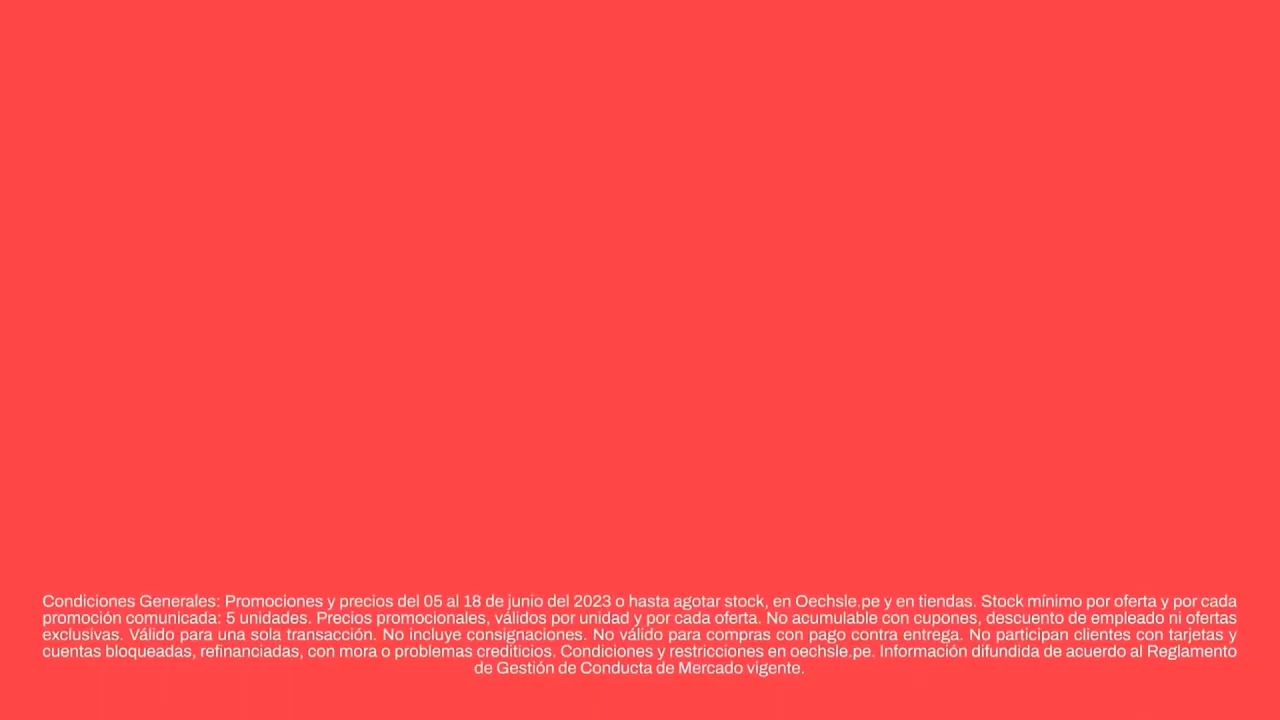 Condiciones Generales: Promociones y precios del 05 al 18 de junio del 2023 o hasta agotar stock, en Oechsle.pe y en tiendas. Stock mínimo por oferta y por cada
promoción comunicada: 5 unidades. Precios promocionales, válidos por unidad y por cada oferta. No acumulable con cupones, descuento de empleado ni ofertas
exclusivas. Válido para una sola transacción. No incluye consignaciones. No válido para compras con pago contra entrega. No participan clientes con tarjetas y
cuentas bloqueadas, refinanciadas, con mora o problemas crediticios. Condiciones y restricciones en oechsle.pe. Información difundida de acuerdo al Reglamento
de Gestión de Conducta de Mercado vigente.